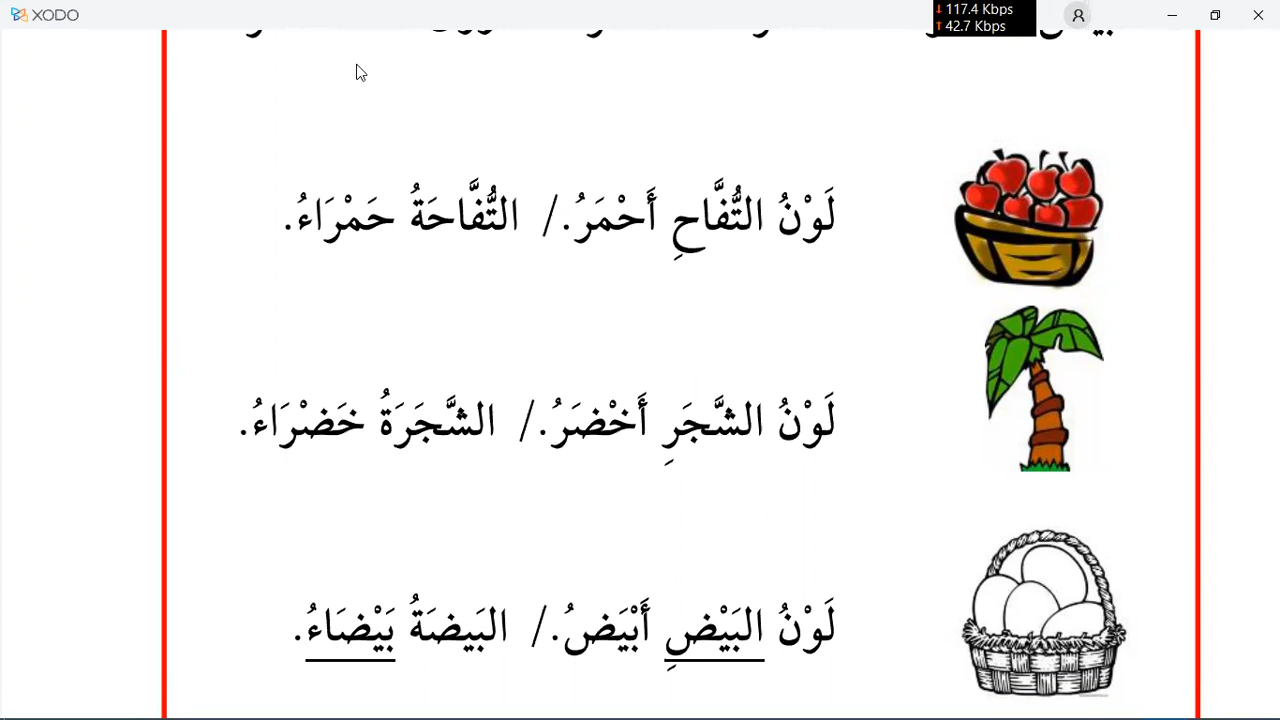 XODO
↓ 117.4 Kbps
↑ 42.7 Kbps
لَوْنُ التُّفَّاحِ أَحْمَرُ./ التُّفَّاحَةُ حَمْرَاءُ.
لَوْنُ الشَّجَرِ أَخْضَرُ./ الشَّجَرَةُ خَضْرَاءُ.
لَوْنُ البَيْضِ أَبْيَضُ./ البَيضَةُ بَيْضَاءُ.